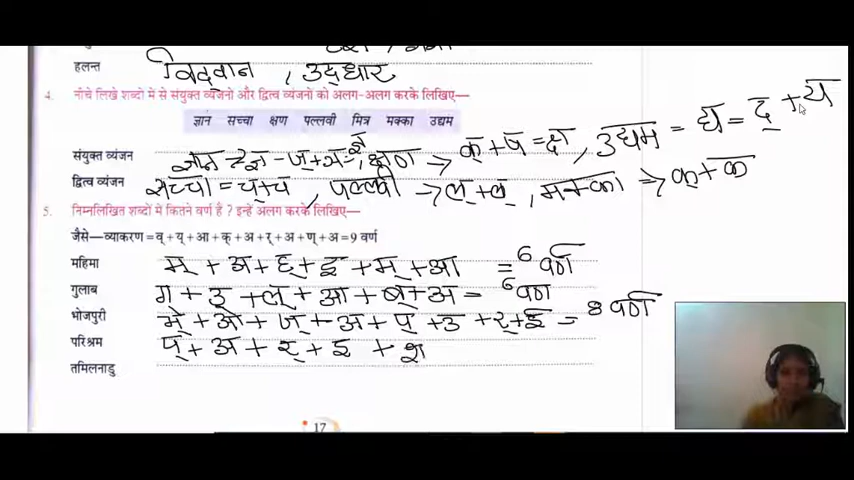 हलन्त विद्वान , उद्धार
4. नीचे लिखे शब्दों में से संयुक्त व्यंजनों और द्वित्व व्यंजनों को अलग-अलग करके लिखिए—
ज्ञान सच्चा क्षण पल्लवी मित्र मक्का उद्यम
संयुक्त व्यंजन ज्ञान = ज्ञ - ज्+ञ = ज्ञ , क्षण → क्+ष = क्ष , उद्यम = द्य = द् + य
द्वित्व व्यंजन सच्चा = च्+च , पल्लवी → ल्+ल् , मक्का → क्+क
5. निम्नलिखित शब्दों में कितने वर्ण है ? इन्हें अलग करके लिखिए—
जैसे—व्याकरण = व् + य् + आ + क् + अ + र् + अ + ण् + अ = 9 वर्ण
महिमा म् + अ + ह् + इ + म् + आ = 6 वर्ण
गुलाब ग + उ + ल् + आ + ब् + अ = 6 वर्ण
भोजपुरी + ओ + ज् + अ + प् + उ + र् + ई = 8 वर्ण
परिश्रम प् + अ + र् + इ + श्र
तमिलनाडु
17